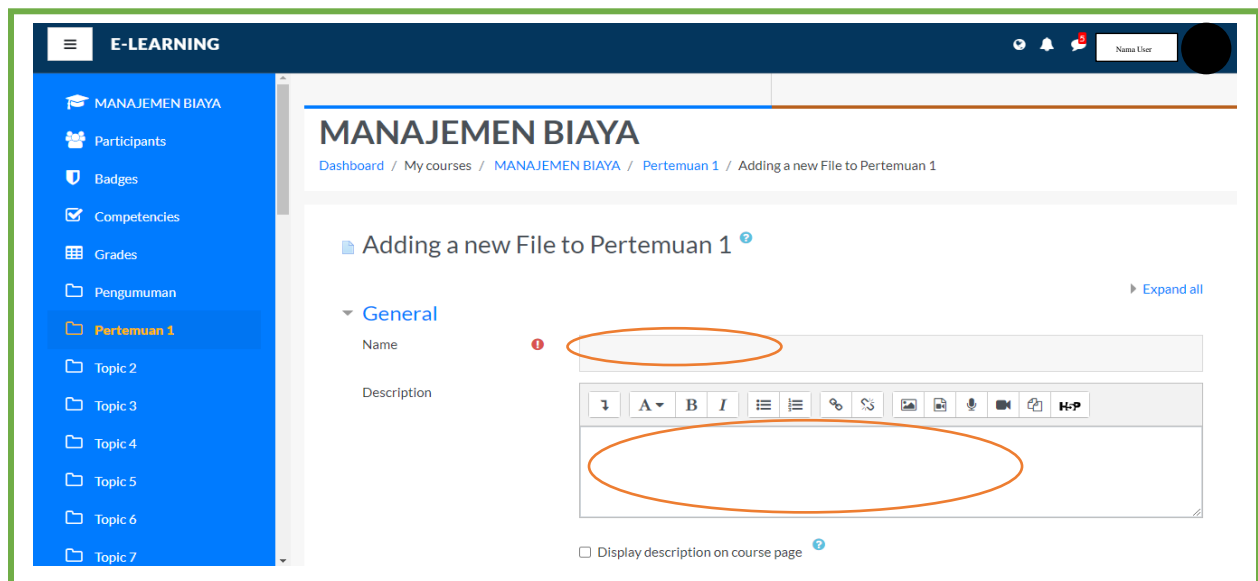 E-LEARNING
5
Nama User
MANAJEMEN BIAYA
Participants
Badges
Competencies
Grades
Pengumuman
Pertemuan 1
Topic 2
Topic 3
Topic 4
Topic 5
Topic 6
Topic 7
MANAJEMEN BIAYA
Dashboard / My courses / MANAJEMEN BIAYA / Pertemuan 1 / Adding a new File to Pertemuan 1
Adding a new File to Pertemuan 1
Expand all
General
Name
Description
A B I H-P
Display description on course page